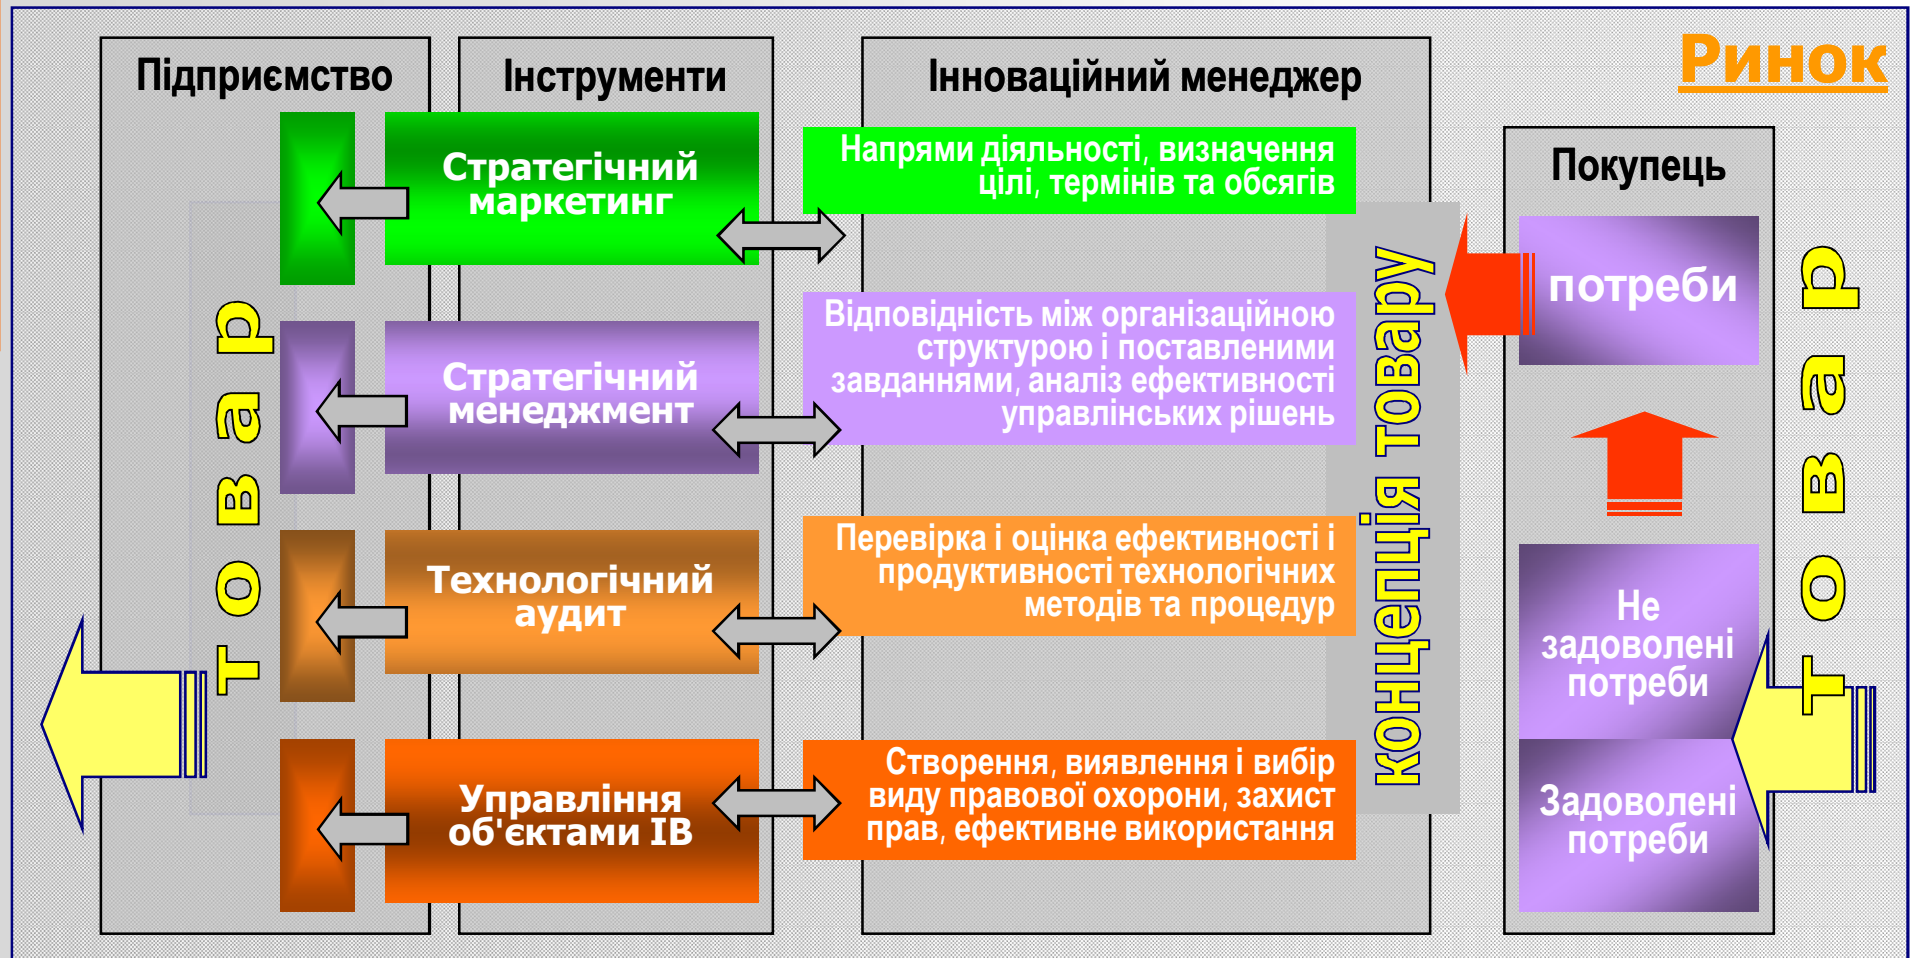 Ринок
Підприємство
Інструменти
Інноваційний менеджер
Покупець
товар
Стратегічний
маркетинг
Стратегічний
менеджмент
Технологічний
аудит
Управління
об'єктами ІВ
Напрями діяльності, визначення
цілі, термінів та обсягів
Відповідність між організаційною
структурою і поставленими
завданнями, аналіз ефективності
управлінських рішень
Перевірка і оцінка ефективності і
продуктивності технологічних
методів та процедур
Створення, виявлення і вибір
виду правової охорони, захист
прав, ефективне використання
концепція товару
потреби
Не
задоволені
потреби
Задоволені
потреби
товар